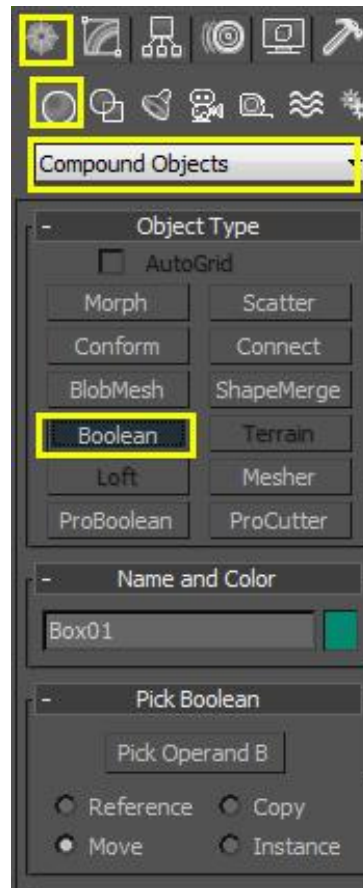 Compound Objects
- Object Type
AutoGrid
Morph Scatter
Conform Connect
BlobMesh ShapeMerge
Boolean Terrain
Loft Mesher
ProBoolean ProCutter
- Name and Color
Box01
- Pick Boolean
Pick Operand B
Reference Copy
Move Instance